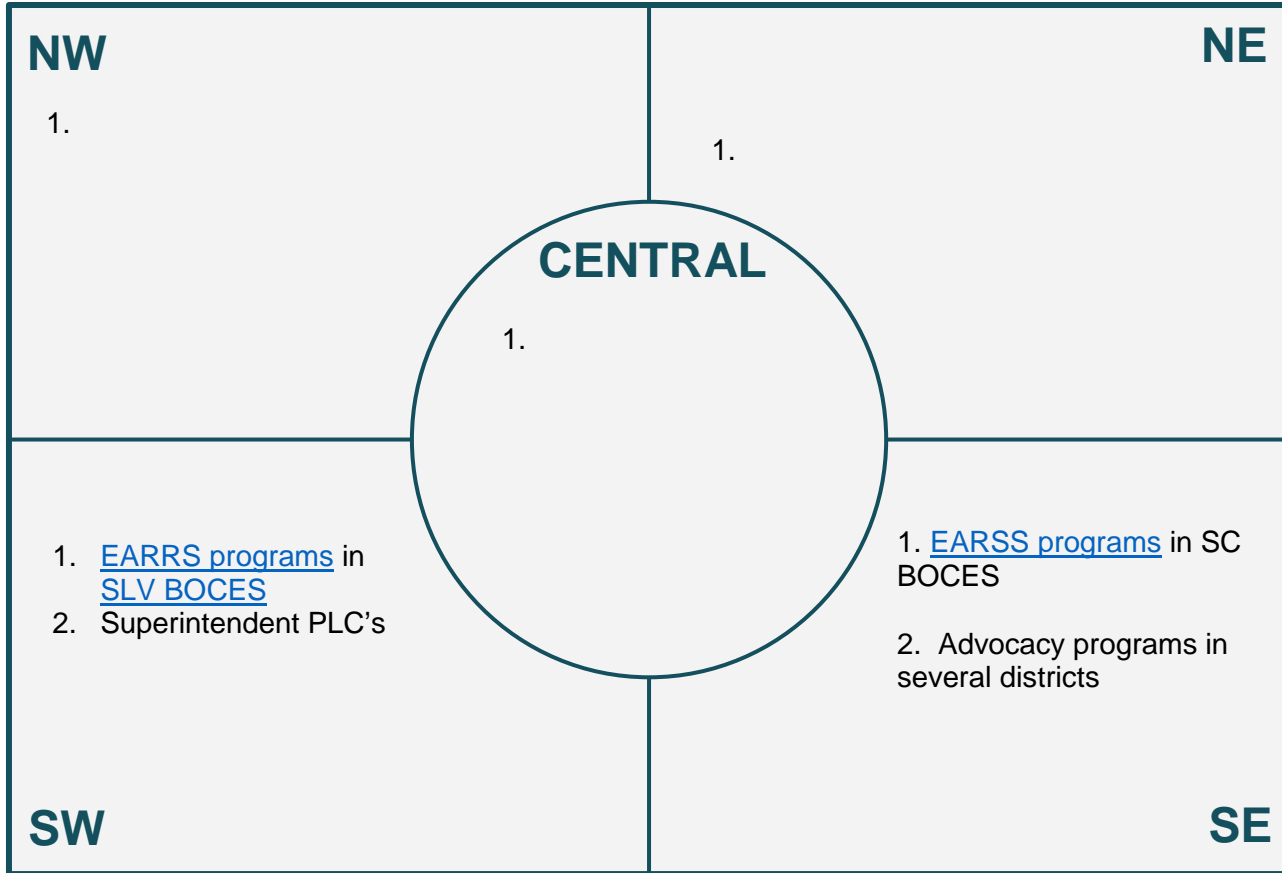 NW
1.
NE
1.
CENTRAL
1.
1. EARRS programs in
SLV BOCES
2. Superintendent PLC’s
SW
1. EARSS programs in SC
BOCES
2. Advocacy programs in
several districts
SE